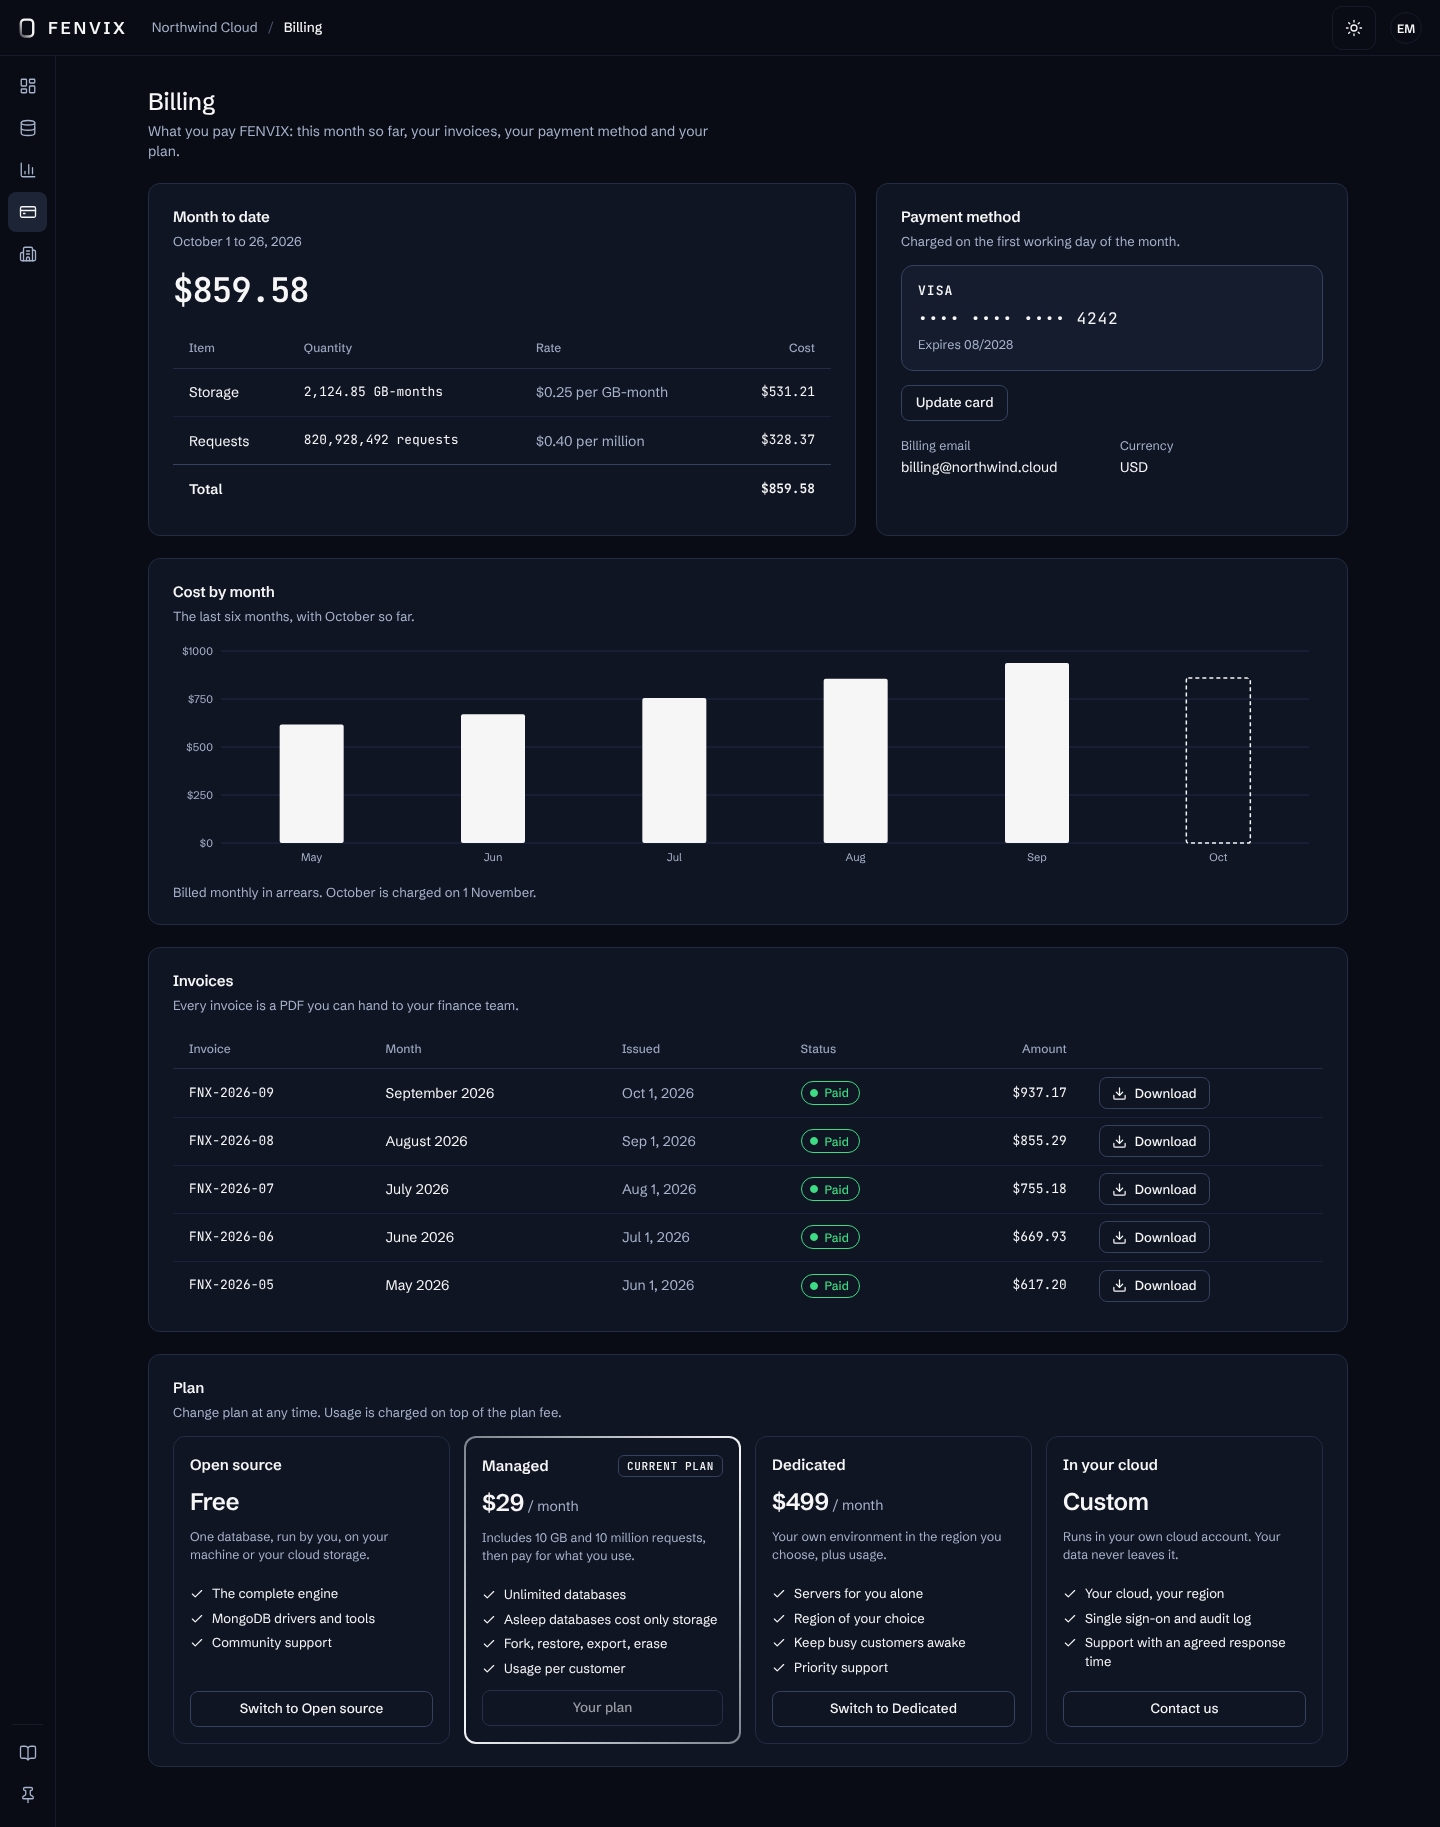 FENVIX
Northwind Cloud / Billing
EM
Billing
What you pay FENVIX: this month so far, your invoices, your payment method and your
plan.
Month to date
October 1 to 26, 2026
$859.58
Item Quantity Rate Cost
Storage 2,124.85 GB-months $0.25 per GB-month $531.21
Requests 820,928,492 requests $0.40 per million $328.37
Total $859.58
Payment method
Charged on the first working day of the month.
VISA
•••• •••• •••• 4242
Expires 08/2028
Update card
Billing email Currency
billing@northwind.cloud USD
Cost by month
The last six months, with October so far.
$1000
$750
$500
$250
$0
May Jun Jul Aug Sep Oct
Billed monthly in arrears. October is charged on 1 November.
Invoices
Every invoice is a PDF you can hand to your finance team.
Invoice Month Issued Status Amount
FNX-2026-09 September 2026 Oct 1, 2026 Paid $937.17 Download
FNX-2026-08 August 2026 Sep 1, 2026 Paid $855.29 Download
FNX-2026-07 July 2026 Aug 1, 2026 Paid $755.18 Download
FNX-2026-06 June 2026 Jul 1, 2026 Paid $669.93 Download
FNX-2026-05 May 2026 Jun 1, 2026 Paid $617.20 Download
Plan
Change plan at any time. Usage is charged on top of the plan fee.
Open source
Free
One database, run by you, on your
machine or your cloud storage.
The complete engine
MongoDB drivers and tools
Community support
Switch to Open source
Managed CURRENT PLAN
$29 / month
Includes 10 GB and 10 million requests,
then pay for what you use.
Unlimited databases
Asleep databases cost only storage
Fork, restore, export, erase
Usage per customer
Your plan
Dedicated
$499 / month
Your own environment in the region you
choose, plus usage.
Servers for you alone
Region of your choice
Keep busy customers awake
Priority support
Switch to Dedicated
In your cloud
Custom
Runs in your own cloud account. Your
data never leaves it.
Your cloud, your region
Single sign-on and audit log
Support with an agreed response
time
Contact us